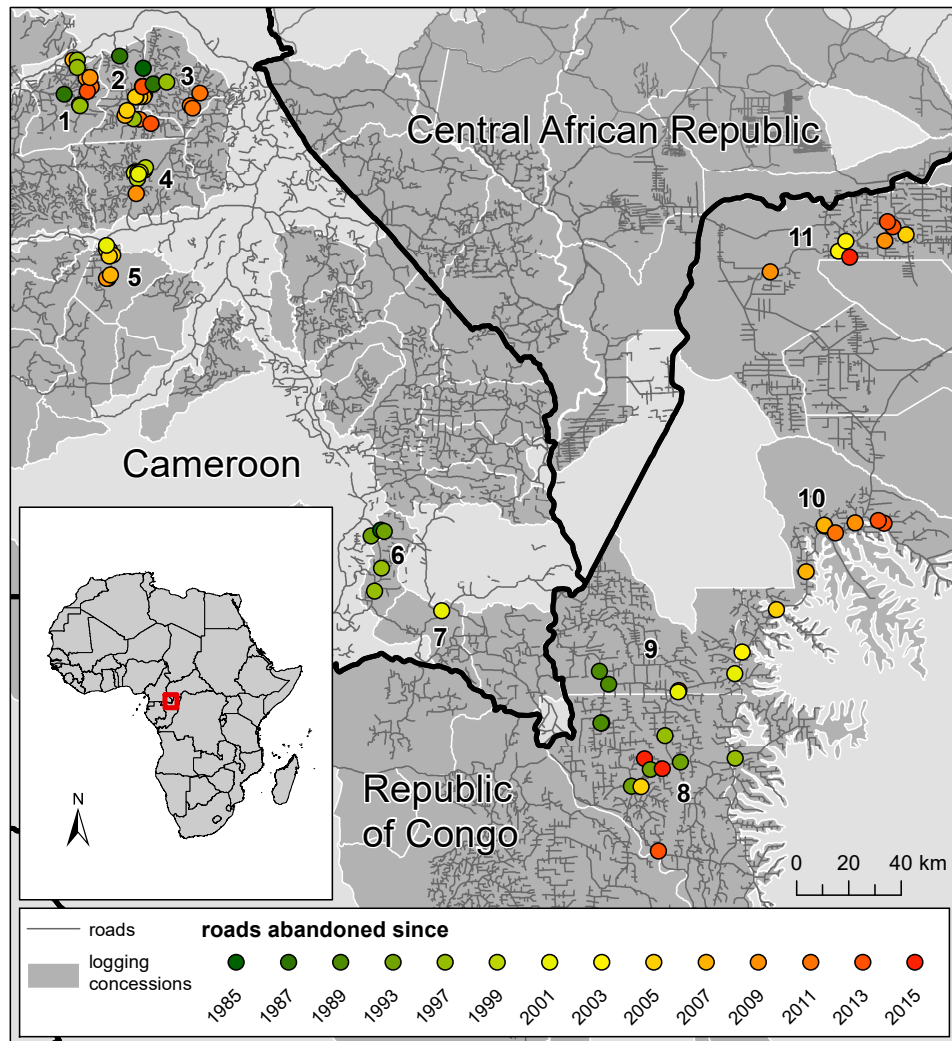 2
3
1
Central African Republic
4
11
5
Cameroon
10
6
7
9
Republic
of Congo
8
N
0 20 40 km
roads
roads abandoned since
logging
concessions
1985 1987 1989 1993 1997 1999 2001 2003 2005 2007 2009 2011 2013 2015